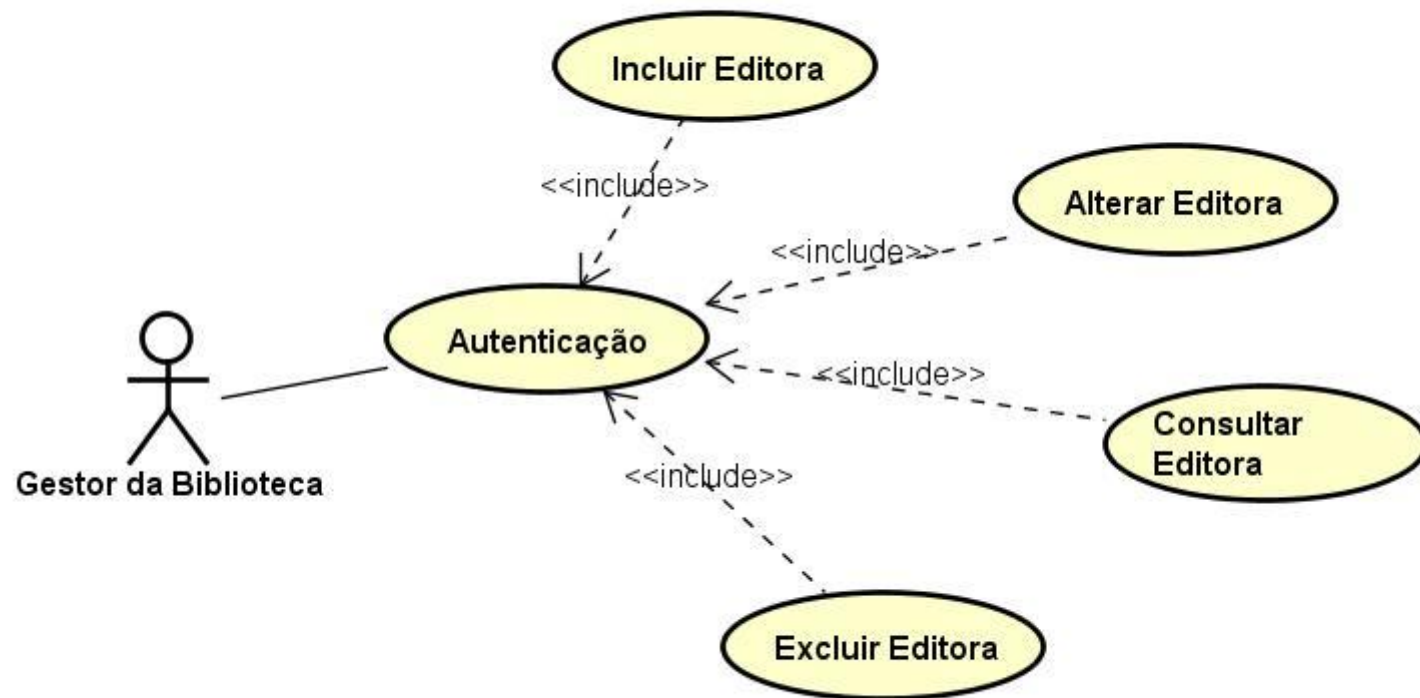 Incluir Editora
<<include>>
Alterar Editora
<<include>>
Autenticação
<<include>>
Consultar
Editora
Gestor da Biblioteca
<<include>>
Excluir Editora